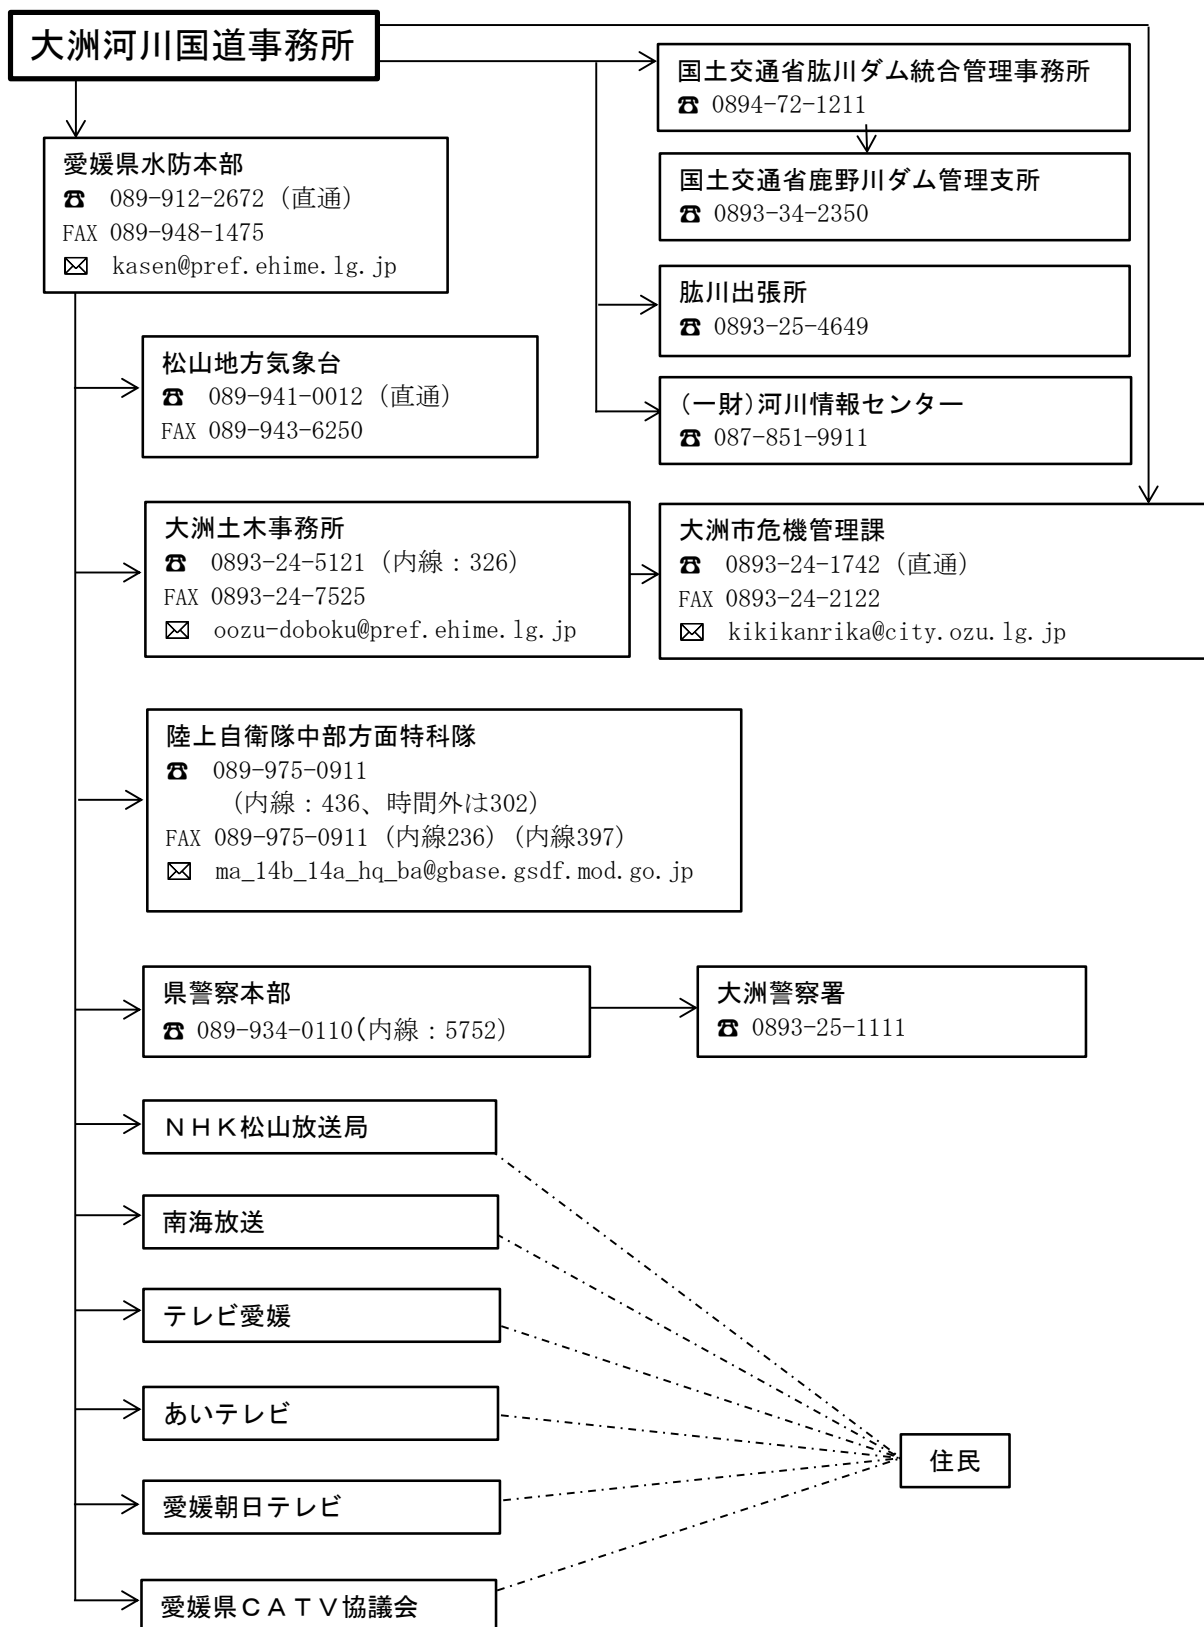 大洲河川国道事務所
国土交通省肱川ダム統合管理事務所
☎ 0894-72-1211
愛媛県水防本部
☎ 089-912-2672（直通）
FAX 089-948-1475
✉ kasen@pref.ehime.lg.jp
国土交通省鹿野川ダム管理支所
☎ 0893-34-2350
肱川出張所
☎ 0893-25-4649
松山地方気象台
☎ 089-941-0012（直通）
FAX 089-943-6250
（一財）河川情報センター
☎ 087-851-9911
大洲土木事務所
☎ 0893-24-5121（内線：326）
FAX 0893-24-7525
✉ oozu-doboku@pref.ehime.lg.jp
大洲市危機管理課
☎ 0893-24-1742（直通）
FAX 0893-24-2122
✉ kikikanrika@city.ozu.lg.jp
陸上自衛隊中部方面特科隊
☎ 089-975-0911
（内線：436、時間外は302）
FAX 089-975-0911（内線236）（内線397）
✉ ma_14b_14a_hq_ba@gbase.gsdf.mod.go.jp
県警察本部
☎ 089-934-0110(内線：5752)
大洲警察署
☎ 0893-25-1111
ＮＨＫ松山放送局
南海放送
テレビ愛媛
あいテレビ
住民
愛媛朝日テレビ
愛媛県ＣＡＴＶ協議会